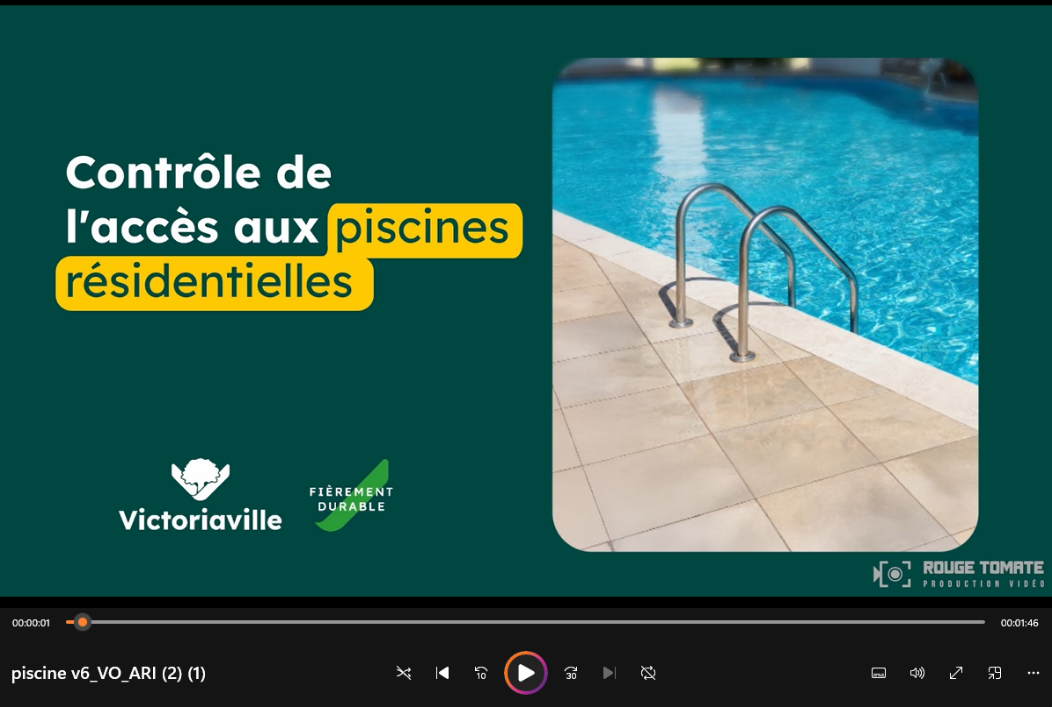 Contrôle de
l'accès aux piscines
résidentielles
Victoriaville
FIÈREMENT
DURABLE
ROUGE TOMATE
PRODUCTION VIDÉO
00:00:01
00:01:46
piscine v6_VO_ARI (2) (1)
10
30